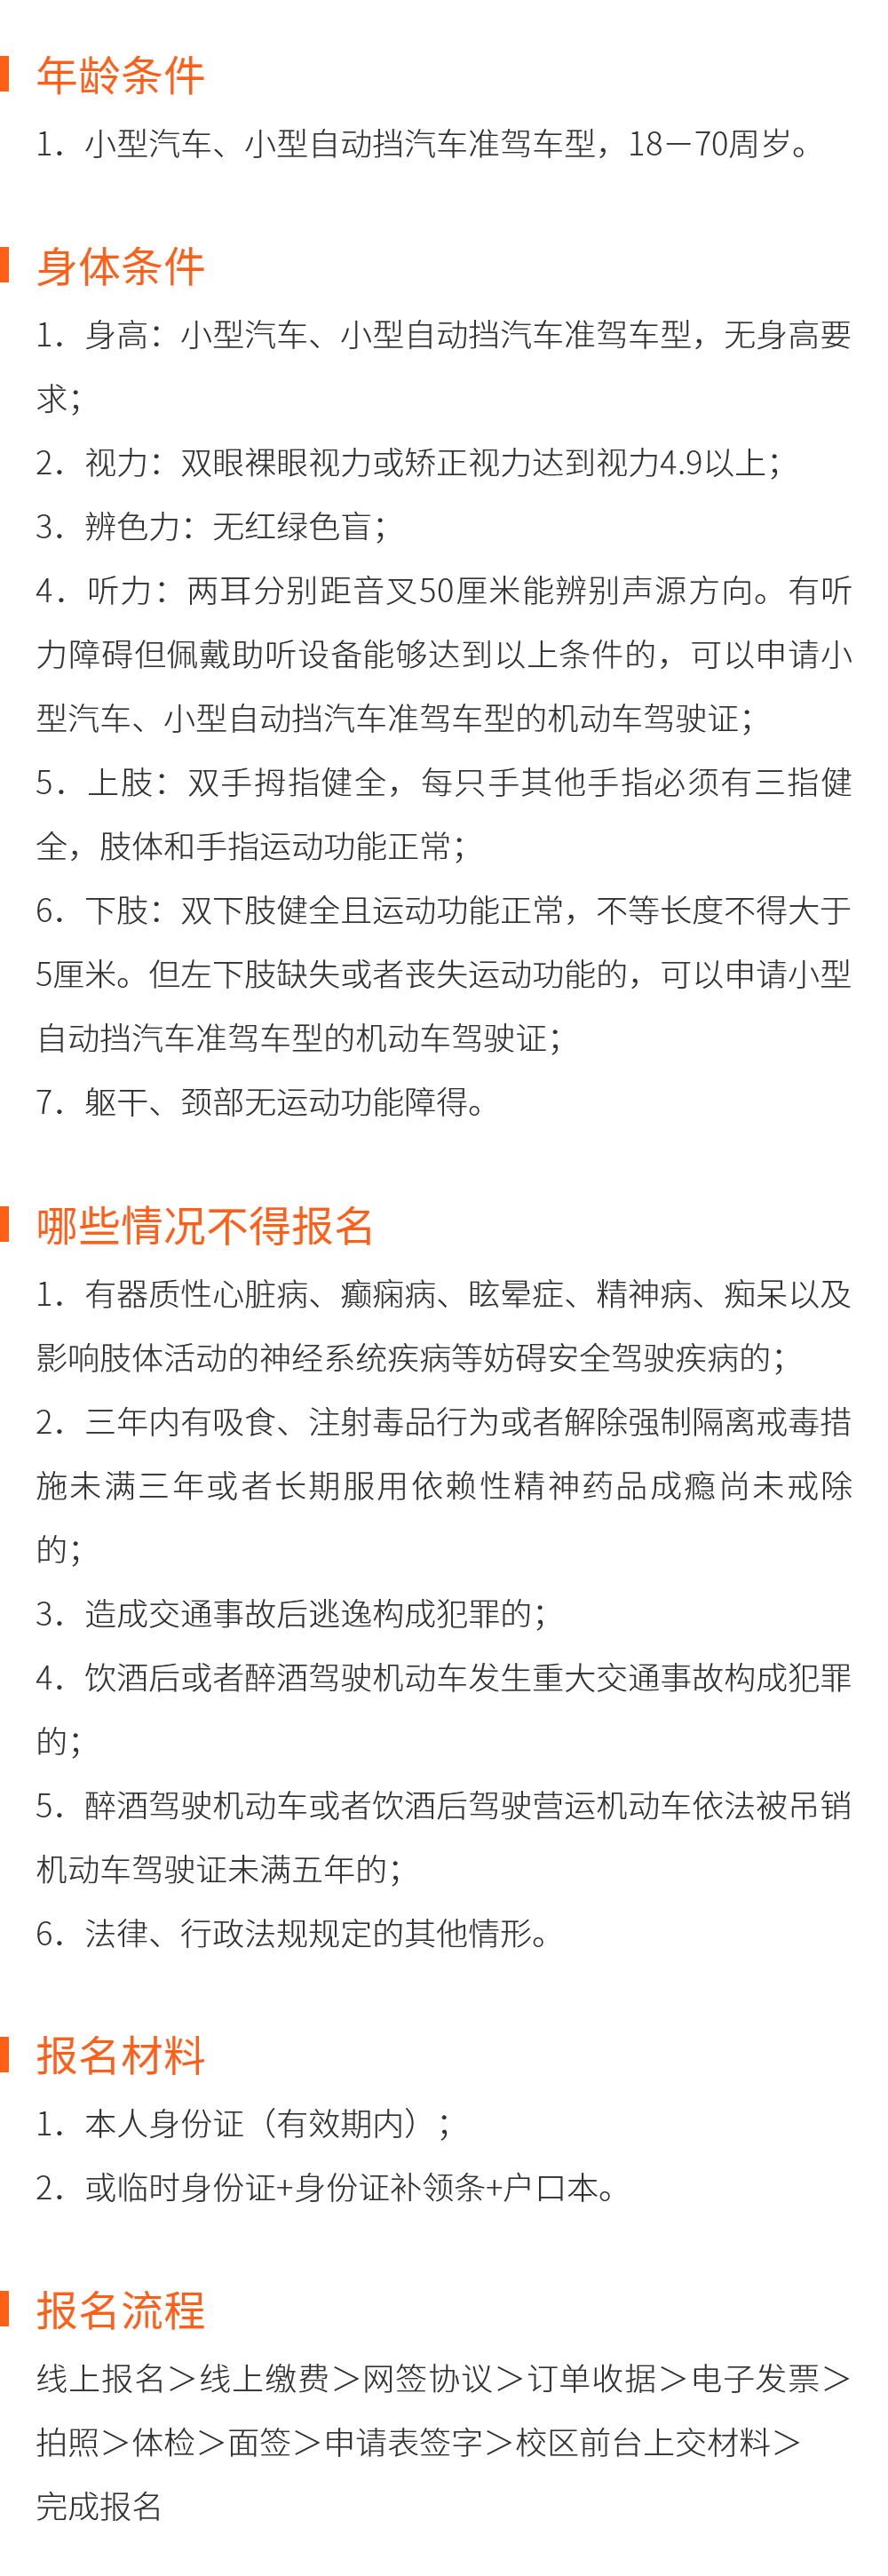 年龄条件
1．小型汽车、小型自动挡汽车准驾车型，18－70周岁。
身体条件
1．身高：小型汽车、小型自动挡汽车准驾车型，无身高要
求；
2．视力：双眼裸眼视力或矫正视力达到视力4.9以上；
3．辨色力：无红绿色盲；
4．听力：两耳分别距音叉50厘米能辨别声源方向。有听
力障碍但佩戴助听设备能够达到以上条件的，可以申请小
型汽车、小型自动挡汽车准驾车型的机动车驾驶证；
5．上肢：双手拇指健全，每只手其他手指必须有三指健
全，肢体和手指运动功能正常；
6．下肢：双下肢健全且运动功能正常，不等长度不得大于
5厘米。但左下肢缺失或者丧失运动功能的，可以申请小型
自动挡汽车准驾车型的机动车驾驶证；
7．躯干、颈部无运动功能障得。
哪些情况不得报名
1．有器质性心脏病、癫痫病、眩晕症、精神病、痴呆以及
影响肢体活动的神经系统疾病等妨碍安全驾驶疾病的；
2．三年内有吸食、注射毒品行为或者解除强制隔离戒毒措
施未满三年或者长期服用依赖性精神药品成瘾尚未戒除
的；
3．造成交通事故后逃逸构成犯罪的；
4．饮酒后或者醉酒驾驶机动车发生重大交通事故构成犯罪
的；
5．醉酒驾驶机动车或者饮酒后驾驶营运机动车依法被吊销
机动车驾驶证未满五年的；
6．法律、行政法规规定的其他情形。
报名材料
1．本人身份证（有效期内）；
2．或临时身份证+身份证补领条+户口本。
报名流程
线上报名＞线上缴费＞网签协议＞订单收据＞电子发票＞
拍照＞体检＞面签＞申请表签字＞校区前台上交材料＞
完成报名